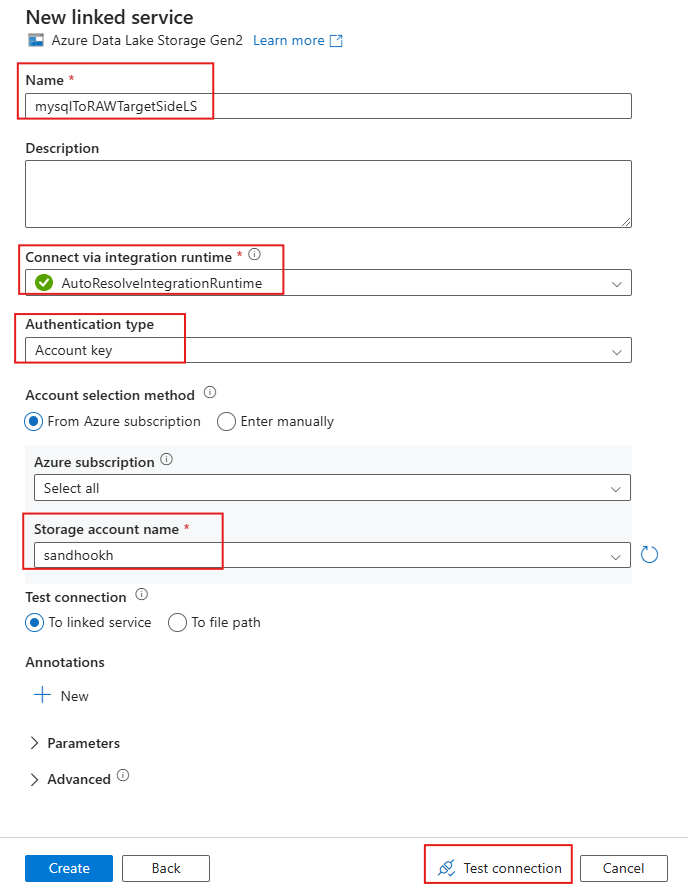 New linked service
Azure Data Lake Storage Gen2 Learn more
Name *
mysqlToRAWTargetSideLS
Description
Connect via integration runtime *
AutoResolveIntegrationRuntime
Authentication type
Account key
Account selection method
From Azure subscription Enter manually
Azure subscription
Select all
Storage account name *
sandhookh
Test connection
To linked service To file path
Annotations
New
Parameters
Advanced
Create Back Test connection Cancel